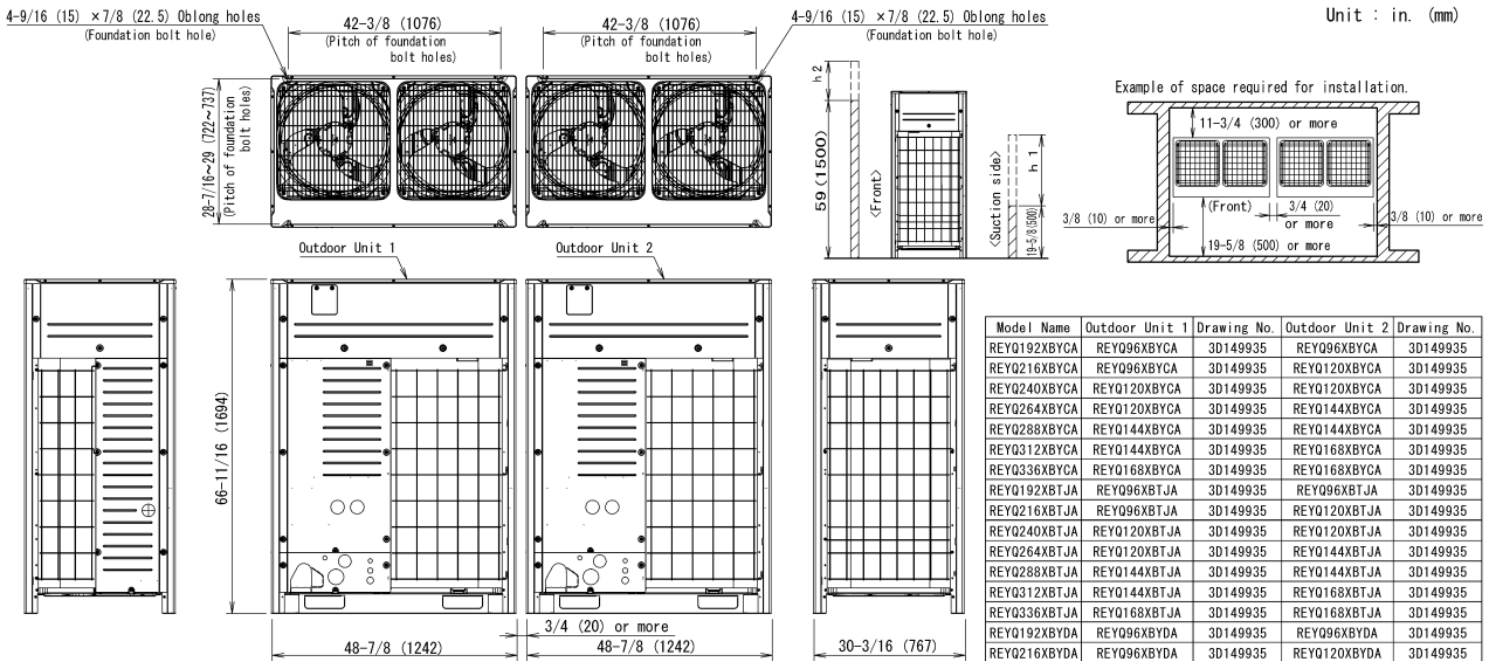 4-9/16 (15) ×7/8 (22.5) Oblong holes
(Foundation bolt hole)
42-3/8 (1076)
(Pitch of foundation
bolt holes)
42-3/8 (1076)
(Pitch of foundation
bolt holes)
4-9/16 (15) ×7/8 (22.5) Oblong holes
(Foundation bolt hole)
Unit : in. (mm)
28-7/16~29 (722~737)
(Pitch of foundation
bolt holes)
h 2
59 (1500)
<Front>
<Suction side>
h 1
19-5/8(500)
Example of space required for installation.
11-3/4 (300) or more
(Front)
3/4 (20)
or more
3/8 (10) or more
3/8 (10) or more
19-5/8 (500) or more
Outdoor Unit 1
Outdoor Unit 2
66-11/16 (1694)
3/4 (20) or more
48-7/8 (1242)
48-7/8 (1242)
30-3/16 (767)
Model Name Outdoor Unit 1 Drawing No. Outdoor Unit 2 Drawing No.
REYQ192XBYCA REYQ96XBYCA 3D149935 REYQ96XBYCA 3D149935
REYQ216XBYCA REYQ96XBYCA 3D149935 REYQ120XBYCA 3D149935
REYQ240XBYCA REYQ120XBYCA 3D149935 REYQ120XBYCA 3D149935
REYQ264XBYCA REYQ120XBYCA 3D149935 REYQ144XBYCA 3D149935
REYQ288XBYCA REYQ144XBYCA 3D149935 REYQ144XBYCA 3D149935
REYQ312XBYCA REYQ144XBYCA 3D149935 REYQ168XBYCA 3D149935
REYQ336XBYCA REYQ168XBYCA 3D149935 REYQ168XBYCA 3D149935
REYQ192XBTJA REYQ96XBTJA 3D149935 REYQ96XBTJA 3D149935
REYQ216XBTJA REYQ96XBTJA 3D149935 REYQ120XBTJA 3D149935
REYQ240XBTJA REYQ120XBTJA 3D149935 REYQ120XBTJA 3D149935
REYQ264XBTJA REYQ120XBTJA 3D149935 REYQ144XBTJA 3D149935
REYQ288XBTJA REYQ144XBTJA 3D149935 REYQ144XBTJA 3D149935
REYQ312XBTJA REYQ144XBTJA 3D149935 REYQ168XBTJA 3D149935
REYQ336XBTJA REYQ168XBTJA 3D149935 REYQ168XBTJA 3D149935
REYQ192XBYDA REYQ96XBYDA 3D149935 REYQ96XBYDA 3D149935
REYQ216XBYDA REYQ96XBYDA 3D149935 REYQ120XBYDA 3D149935